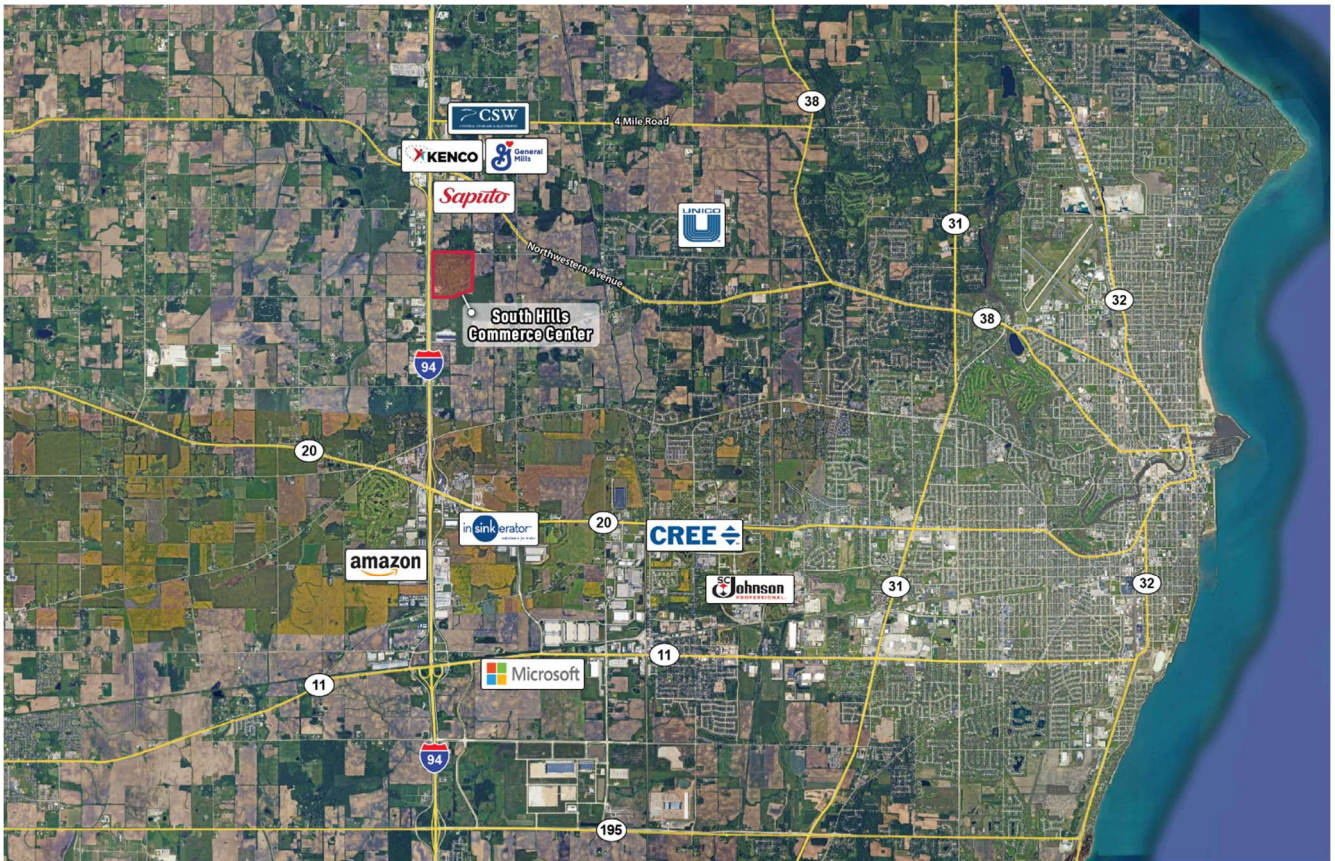 38
CSW
4 Mile Road
KENCO
General
Mills
Saputo
UNICO
31
Northwestern Avenue
32
38
South Hills
Commerce Center
94
20
insinkerator
20
CREE
amazon
SC
Johnson
PROFESSIONAL
31
32
11
Microsoft
11
94
195